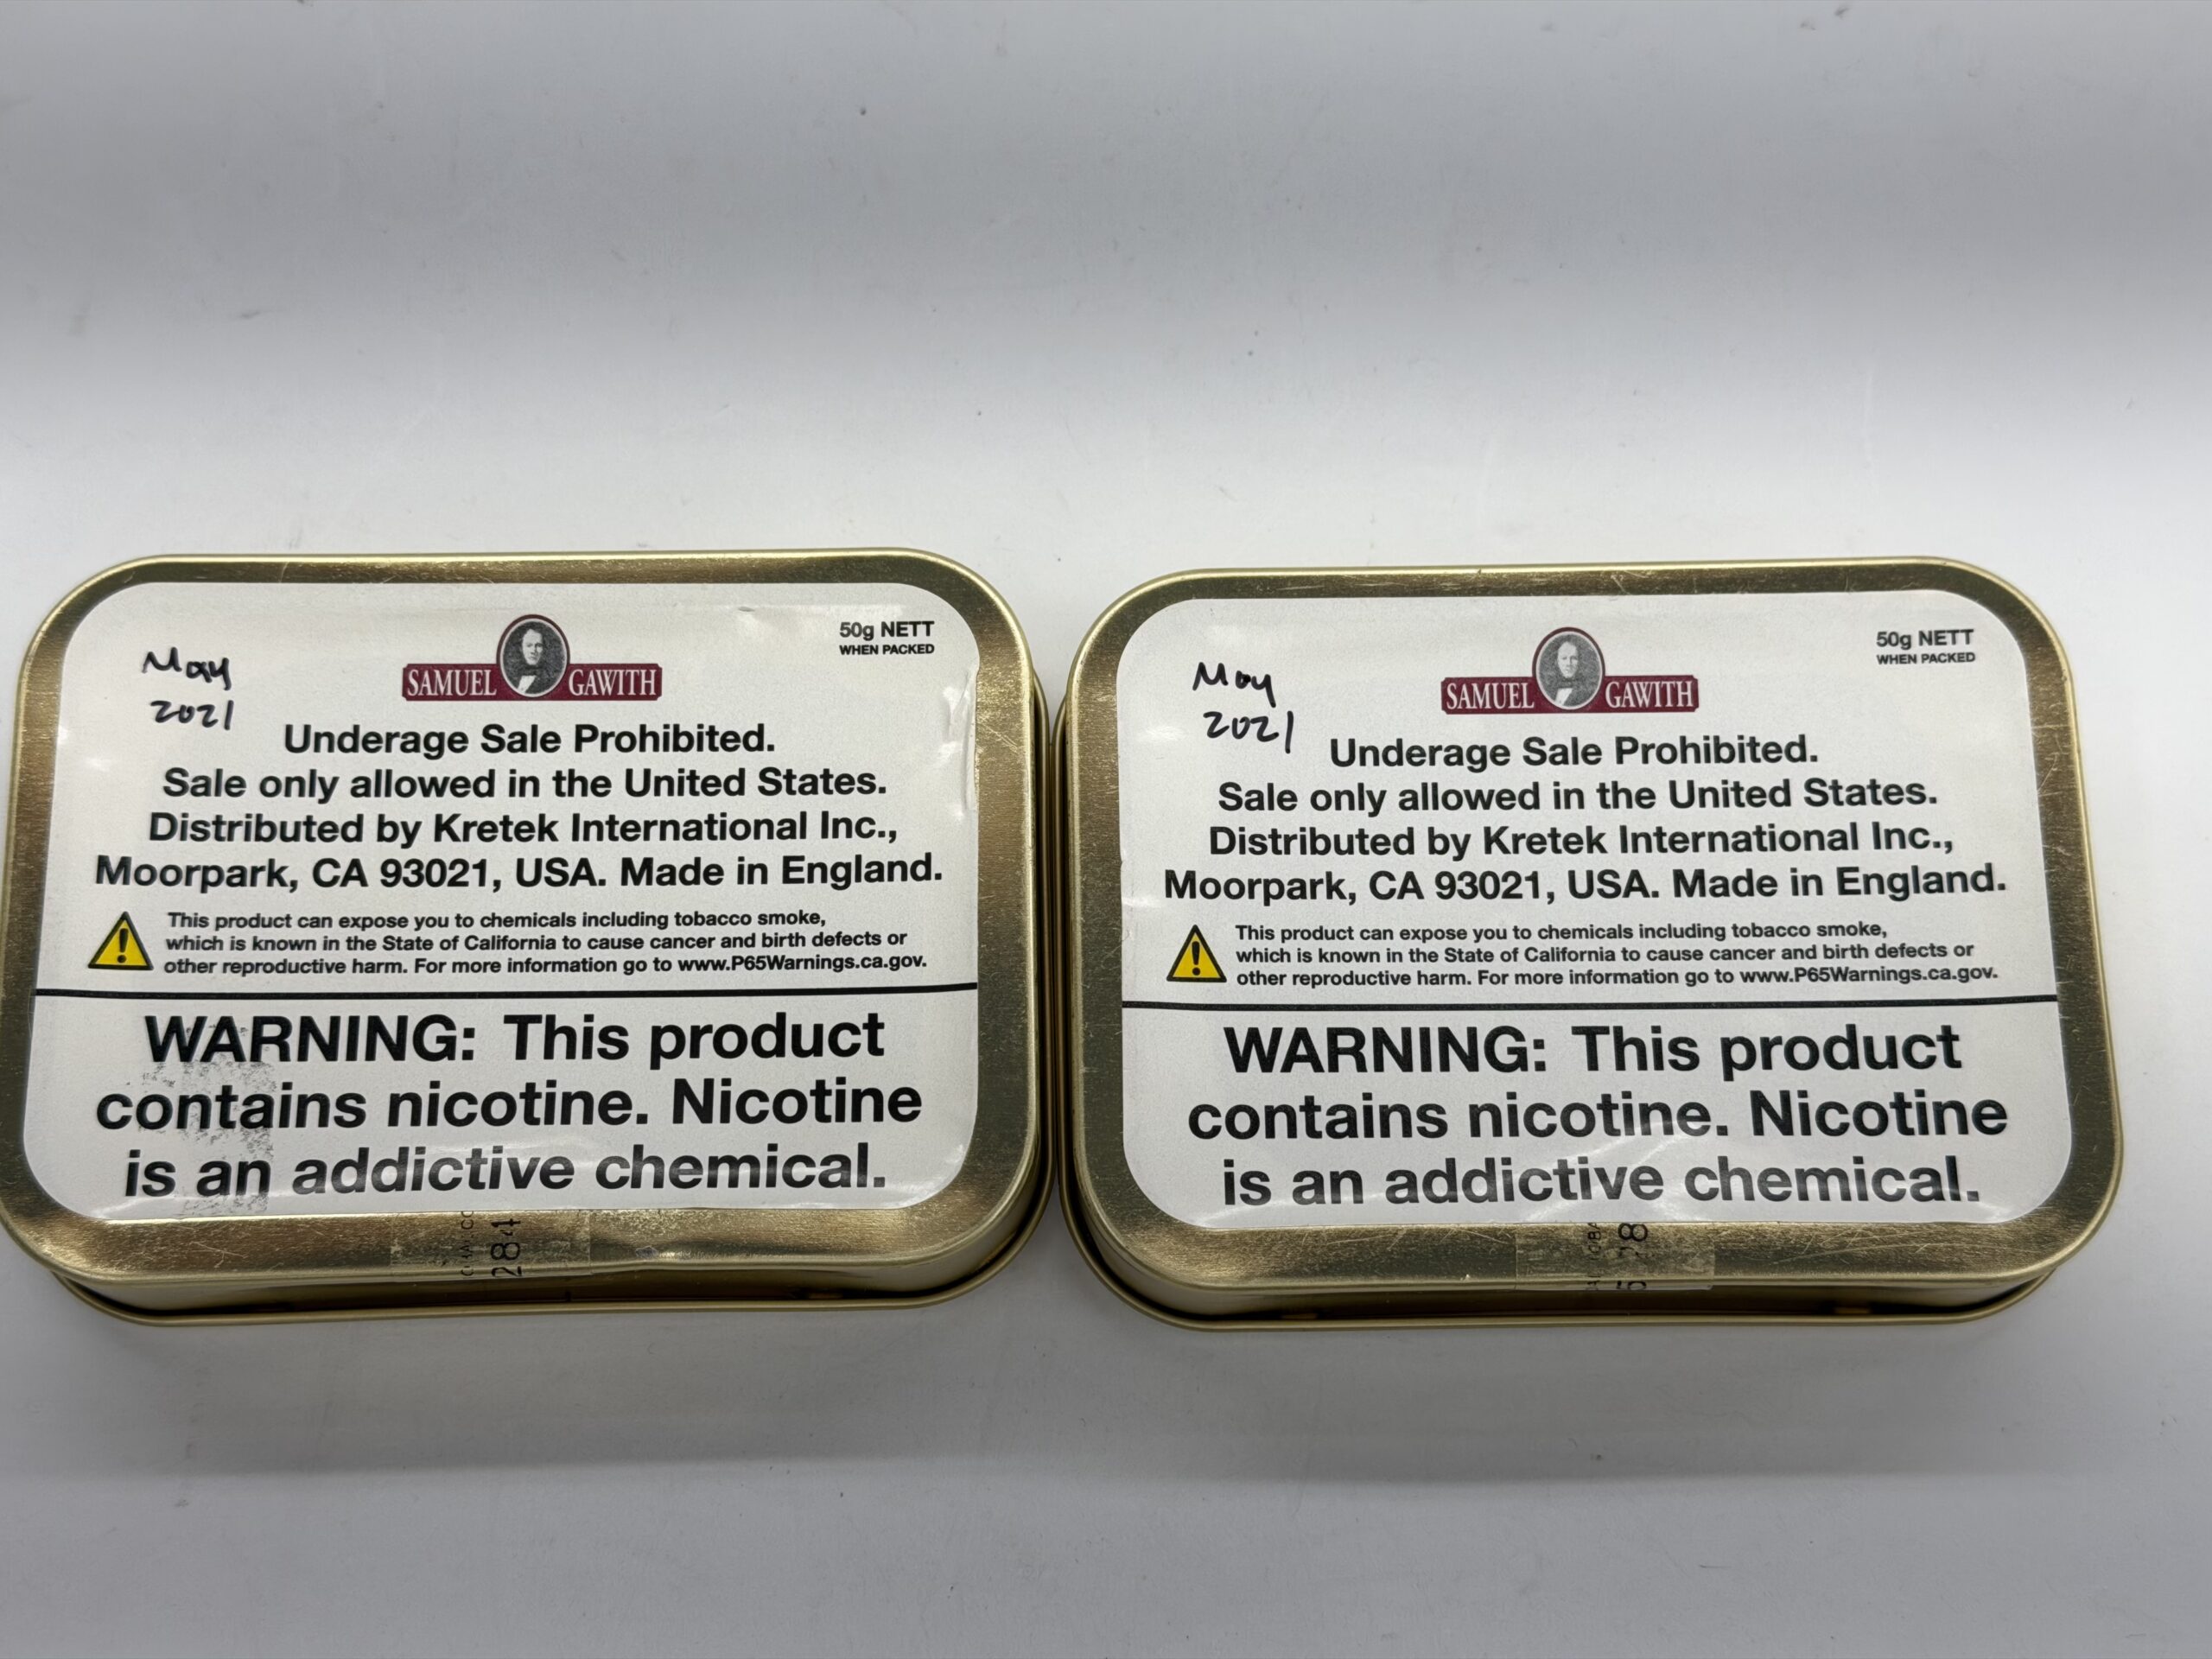 May
2021
SAMUEL GAWITH
50g NETT
WHEN PACKED
Underage Sale Prohibited.
Sale only allowed in the United States.
Distributed by Kretek International Inc.,
Moorpark, CA 93021, USA. Made in England.
This product can expose you to chemicals including tobacco smoke,
which is known in the State of California to cause cancer and birth defects or
other reproductive harm. For more information go to www.P65Warnings.ca.gov.
WARNING: This product
contains nicotine. Nicotine
is an addictive chemical.
284
May
2021
SAMUEL GAWITH
50g NETT
WHEN PACKED
Underage Sale Prohibited.
Sale only allowed in the United States.
Distributed by Kretek International Inc.,
Moorpark, CA 93021, USA. Made in England.
This product can expose you to chemicals including tobacco smoke,
which is known in the State of California to cause cancer and birth defects or
other reproductive harm. For more information go to www.P65Warnings.ca.gov.
WARNING: This product
contains nicotine. Nicotine
is an addictive chemical.